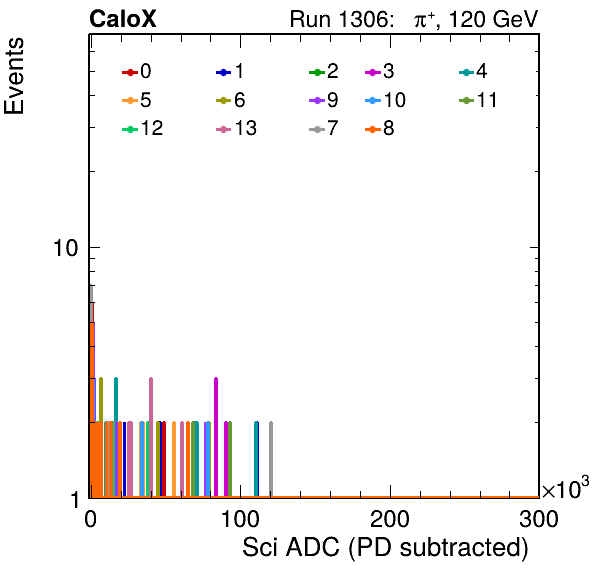 CaloX Run 1306: π⁺, 120 GeV
Events
0 1 2 3 4
5 6 9 10 11
12 13 7 8
10
1
0 100 200 300
×10³
Sci ADC (PD subtracted)